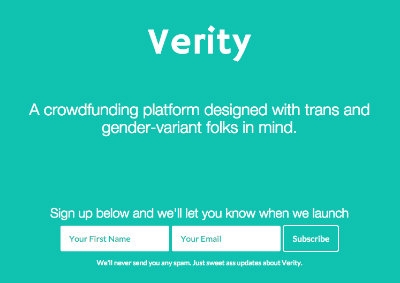 Verity
A crowdfunding platform designed with trans and
gender-variant folks in mind.
Sign up below and we'll let you know when we launch
Your First Name
Your Email
Subscribe
We'll never send you any spam. Just sweet ass updates about Verity.